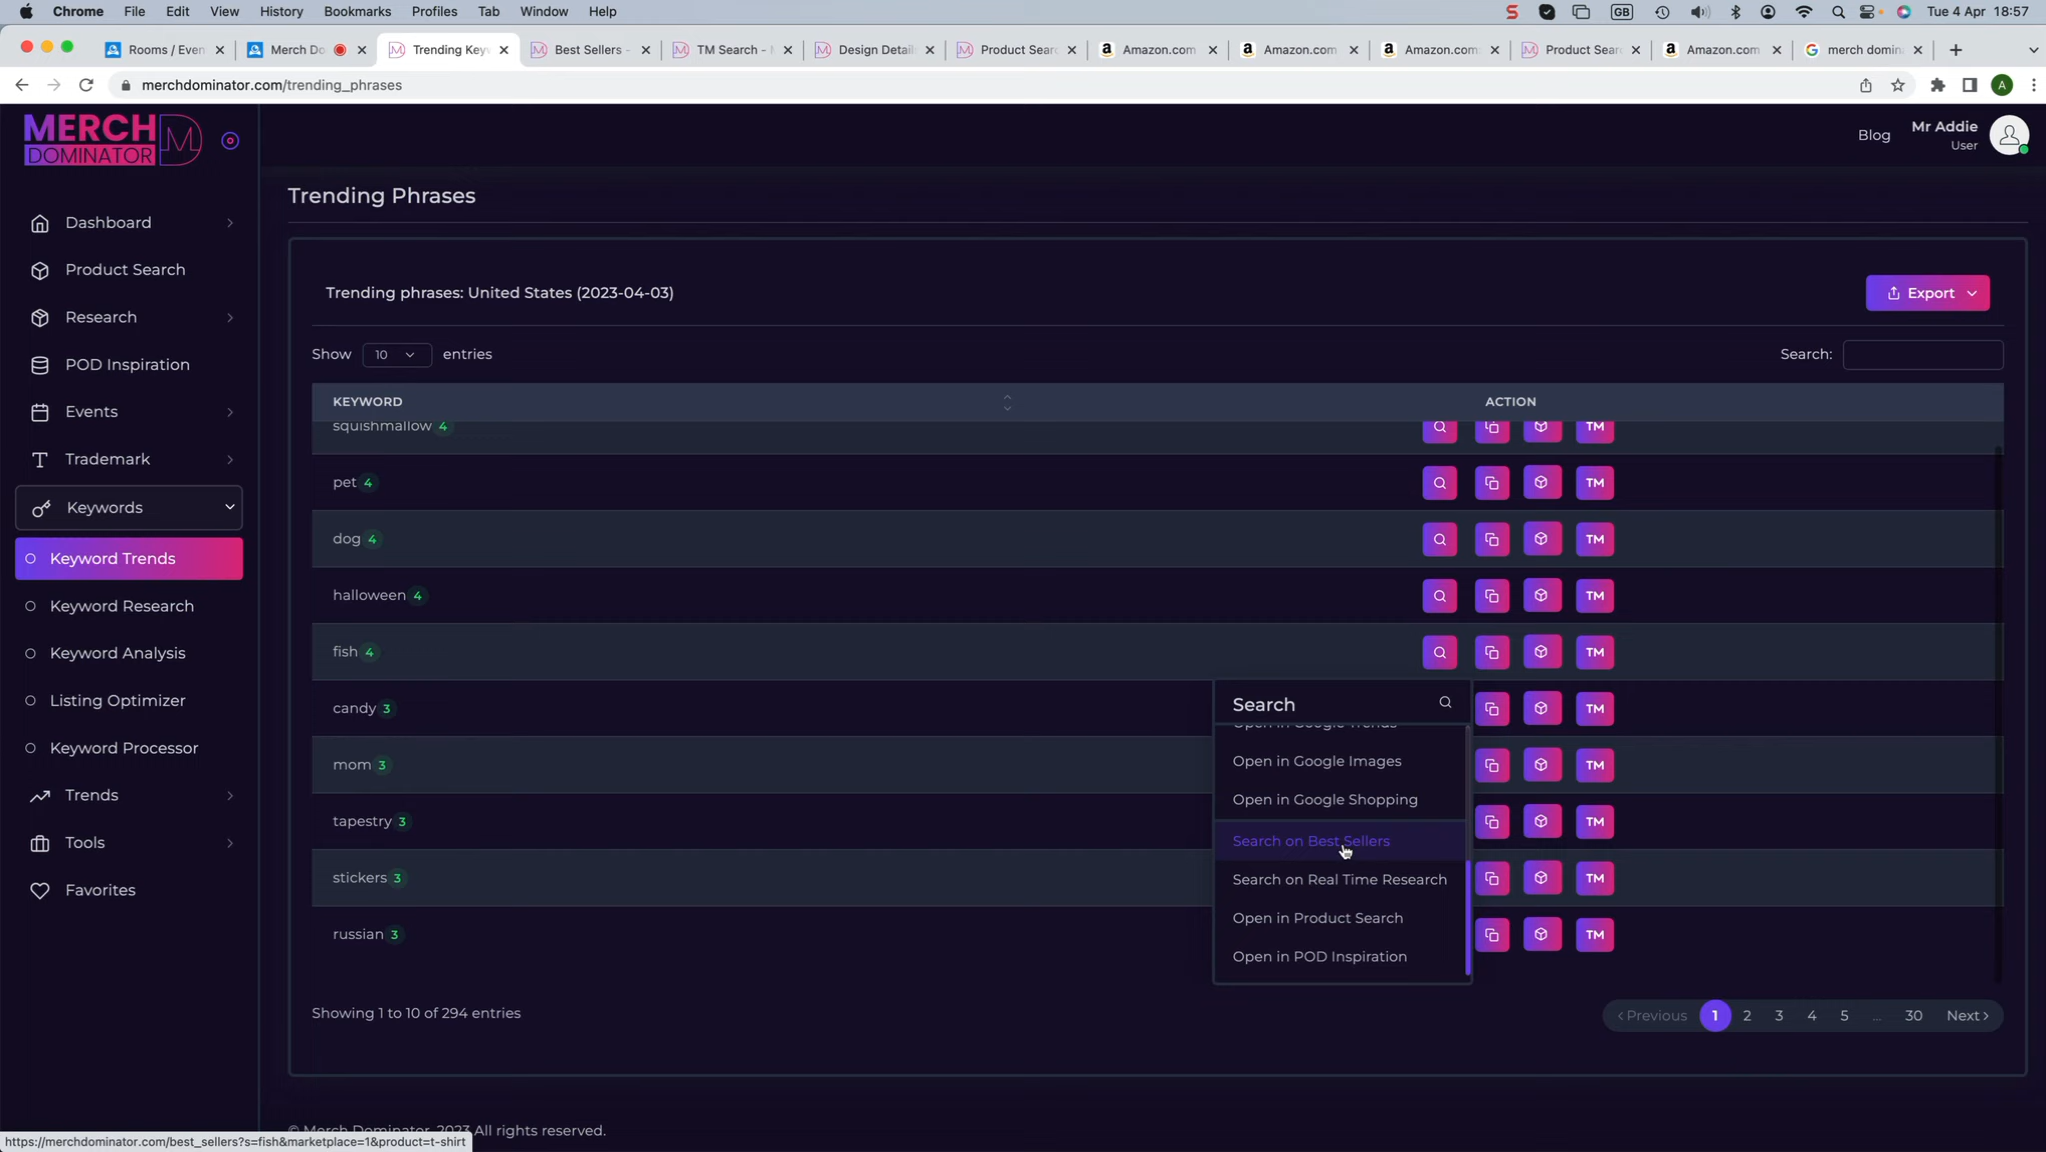 Chrome File Edit View History Bookmarks Profiles Tab Window Help
S GB Tue 4 Apr 18:57
Rooms / Even
Merch Do
Trending Key
Best Sellers -
TM Search - M
Design Detail
Product Sear
Amazon.com
Amazon.com
Amazon.com
Product Sear
Amazon.com
merch domin
merchdominator.com/trending_phrases
A
MERCH
DOMINATOR
Blog
Mr Addie
User
Dashboard
Product Search
Research
POD Inspiration
Events
Trademark
Keywords
Keyword Trends
Keyword Research
Keyword Analysis
Listing Optimizer
Keyword Processor
Trends
Tools
Favorites
Trending Phrases
Trending phrases: United States (2023-04-03)
Export
Show 10 entries
Search:
KEYWORD ACTION
squishmallow 4 TM
pet 4 TM
dog 4 TM
halloween 4 TM
fish 4 TM
candy 3 TM
mom 3 TM
tapestry 3 TM
stickers 3 TM
russian 3 TM
Search
Open in Google Trends
Open in Google Images
Open in Google Shopping
Search on Best Sellers
Search on Real Time Research
Open in Product Search
Open in POD Inspiration
Showing 1 to 10 of 294 entries
Previous 1 2 3 4 5 ... 30 Next
© Merch Dominator, 2023 All rights reserved.
https://merchdominator.com/best_sellers?s=fish&marketplace=1&product=t-shirt